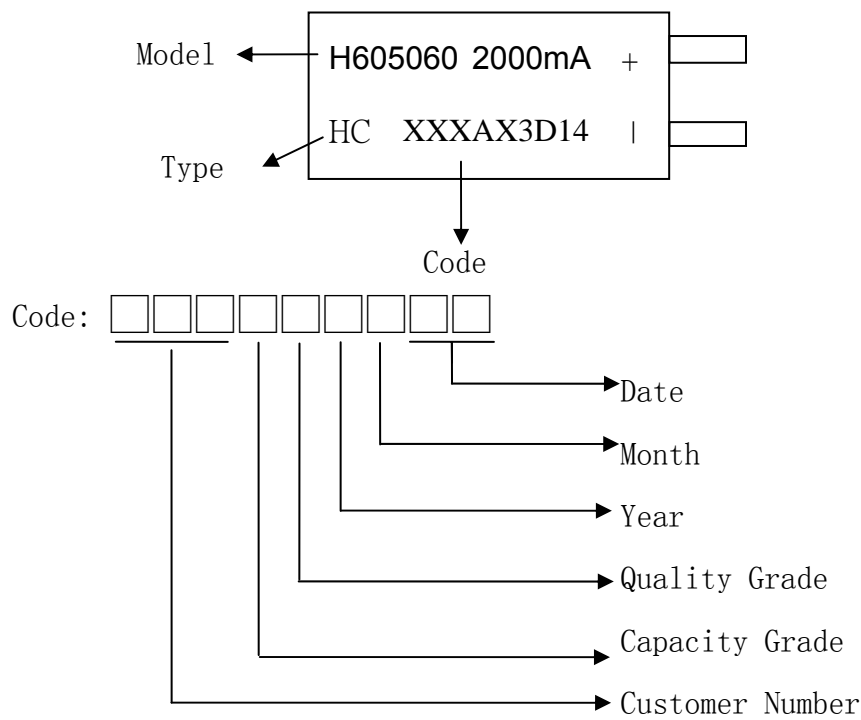 Model
H605060 2000mA +
HC XXXAX3D14 |
Type
Code
Code:
Date
Month
Year
Quality Grade
Capacity Grade
Customer Number